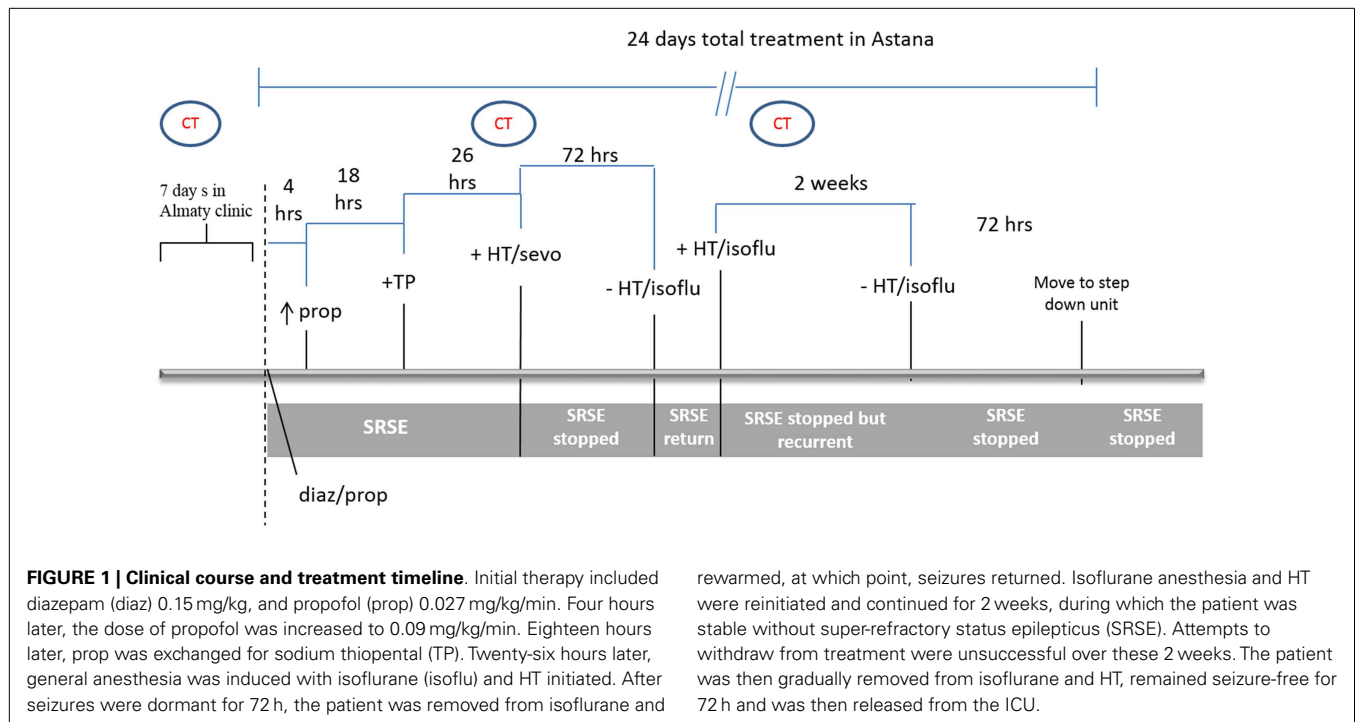 24 days total treatment in Astana
CT
CT
CT
7 day s in
Almaty clinic
4
hrs
18
hrs
26
hrs
72 hrs
2 weeks
72 hrs
↑ prop
+TP
+ HT/sevo
- HT/isoflu
+ HT/isoflu
- HT/isoflu
Move to step
down unit
SRSE
SRSE
stopped
SRSE
return
SRSE stopped but
recurrent
SRSE
stopped
SRSE
stopped
diaz/prop
FIGURE 1 | Clinical course and treatment timeline. Initial therapy included
diazepam (diaz) 0.15 mg/kg, and propofol (prop) 0.027 mg/kg/min. Four hours
later, the dose of propofol was increased to 0.09 mg/kg/min. Eighteen hours
later, prop was exchanged for sodium thiopental (TP). Twenty-six hours later,
general anesthesia was induced with isoflurane (isoflu) and HT initiated. After
seizures were dormant for 72 h, the patient was removed from isoflurane and
rewarmed, at which point, seizures returned. Isoflurane anesthesia and HT
were reinitiated and continued for 2 weeks, during which the patient was
stable without super-refractory status epilepticus (SRSE). Attempts to
withdraw from treatment were unsuccessful over these 2 weeks. The patient
was then gradually removed from isoflurane and HT, remained seizure-free for
72 h and was then released from the ICU.